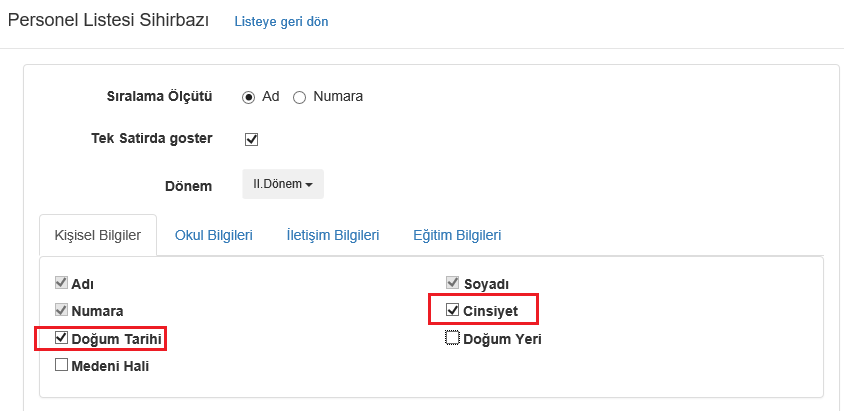 Personel Listesi Sihirbazı Listeye geri dön
Sıralama Ölçütü Ad Numara
Tek Satirda goster
Dönem II.Dönem
Kişisel Bilgiler Okul Bilgileri İletişim Bilgileri Eğitim Bilgileri
Adı Soyadı
Numara Cinsiyet
Doğum Tarihi Doğum Yeri
Medeni Hali